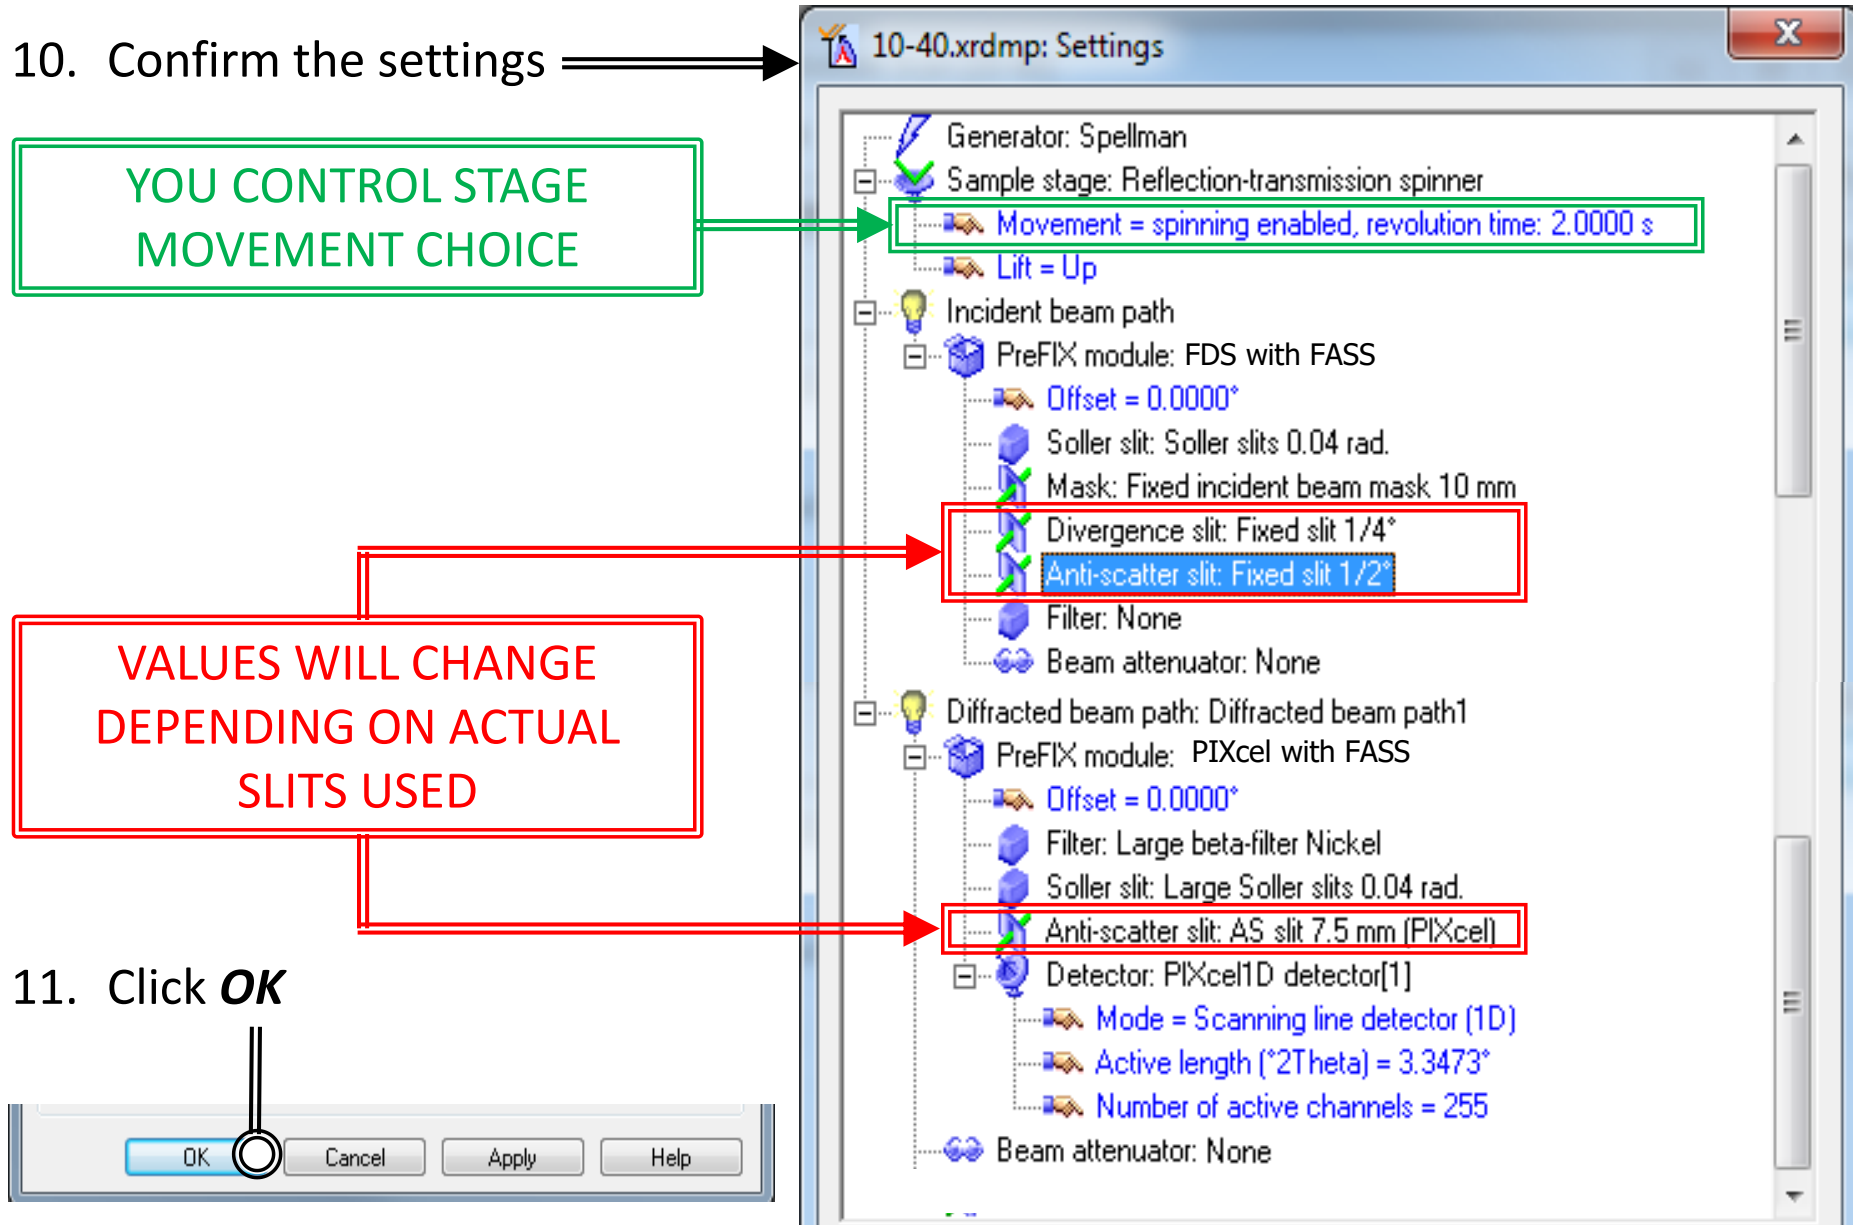 10. Confirm the settings
YOU CONTROL STAGE
MOVEMENT CHOICE
VALUES WILL CHANGE
DEPENDING ON ACTUAL
SLITS USED
11. Click OK
OK Cancel Apply Help
10-40.xrdmp: Settings
Generator: Spellman
Sample stage: Reflection-transmission spinner
Movement = spinning enabled, revolution time: 2.0000 s
Lift = Up
Incident beam path
PreFIX module: FDS with FASS
Offset = 0.0000°
Soller slit: Soller slits 0.04 rad.
Mask: Fixed incident beam mask 10 mm
Divergence slit: Fixed slit 1/4°
Anti-scatter slit: Fixed slit 1/2°
Filter: None
Beam attenuator: None
Diffracted beam path: Diffracted beam path1
PreFIX module: PIXcel with FASS
Offset = 0.0000°
Filter: Large beta-filter Nickel
Soller slit: Large Soller slits 0.04 rad.
Anti-scatter slit: AS slit 7.5 mm (PIXcel)
Detector: PIXcel1D detector[1]
Mode = Scanning line detector (1D)
Active length (°2Theta) = 3.3473°
Number of active channels = 255
Beam attenuator: None